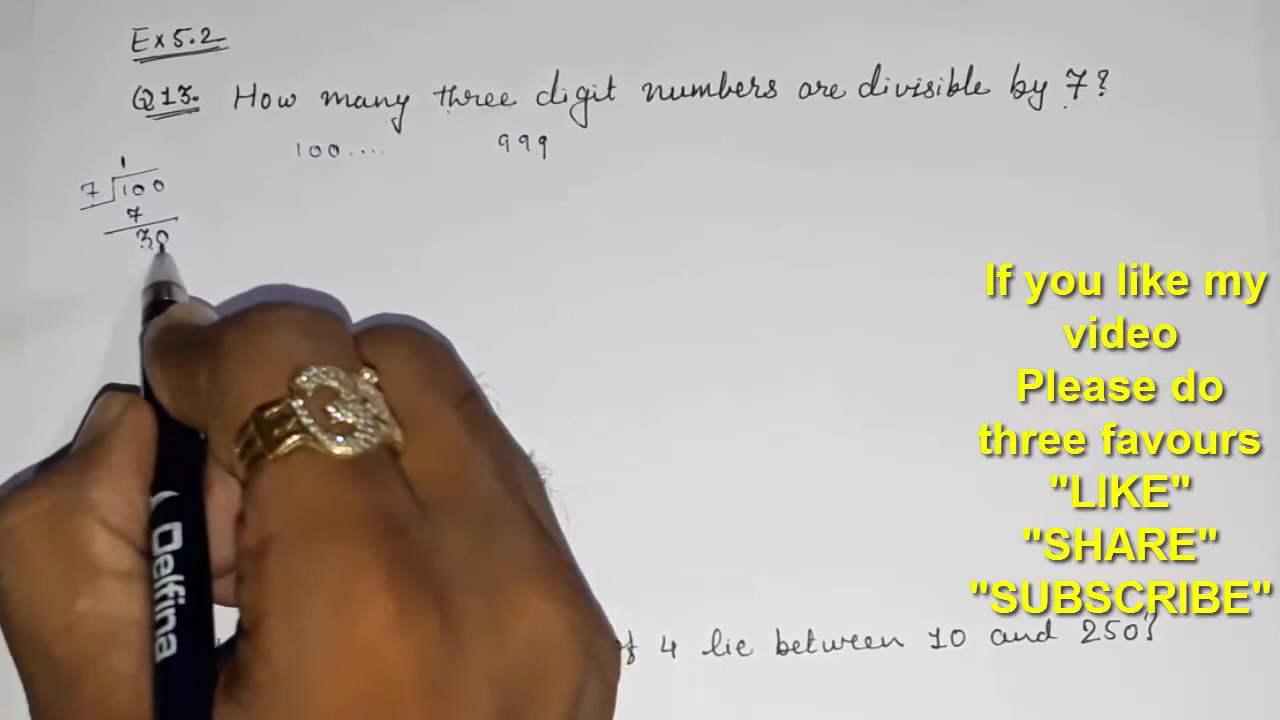 Ex 5.2
Q13. How many three digit numbers are divisible by 7?
100.... 999
1
7 100
7
30
If you like my
video
Please do
three favours
"LIKE"
"SHARE"
"SUBSCRIBE"
Delfina
4 lie between 10 and 250?